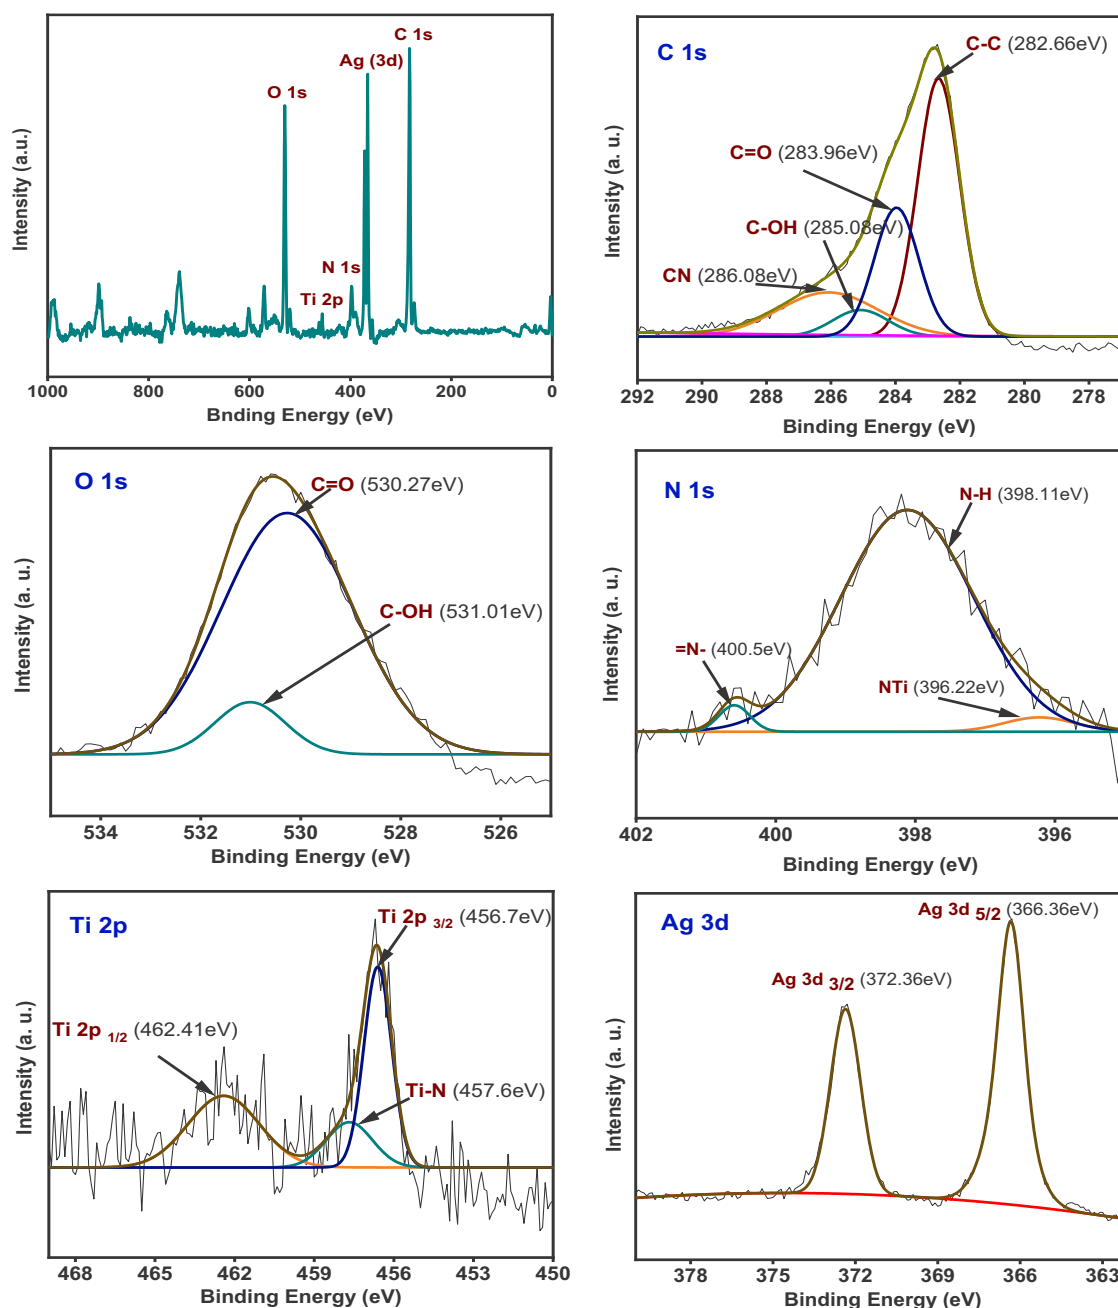 C 1s
Ag (3d)
O 1s
N 1s
Ti 2p
Intensity (a.u.)
1000 800 600 400 200 0
Bnding Energy (eV)
C 1s
C-C (282.66eV)
C=O (283.96eV)
C-OH (285.08eV)
CN (286.08eV)
Intensity (a. u.)
292 290 288 286 284 282 280 278
Binding Energy (eV)
O 1s
C=O (530.27eV)
C-OH (531.01eV)
Intensity (a. u.)
534 532 530 528 526
Binding Energy (eV)
N 1s
N-H (398.11eV)
=N- (400.5eV)
NTi (396.22eV)
Intensity (a. u.)
402 400 398 396
Binding Energy (eV)
Ti 2p
Ti 2p 3/2 (456.7eV)
Ti 2p 1/2 (462.41eV)
Ti-N (457.6eV)
Intensity (a. u.)
468 465 462 459 456 453 450
Binding Energy (eV)
Ag 3d
Ag 3d 5/2 366.36eV)
Ag 3d 3/2 (372.36eV)
Intensity (a. u.)
378 375 372 369 366 363
Binding Energy (eV)